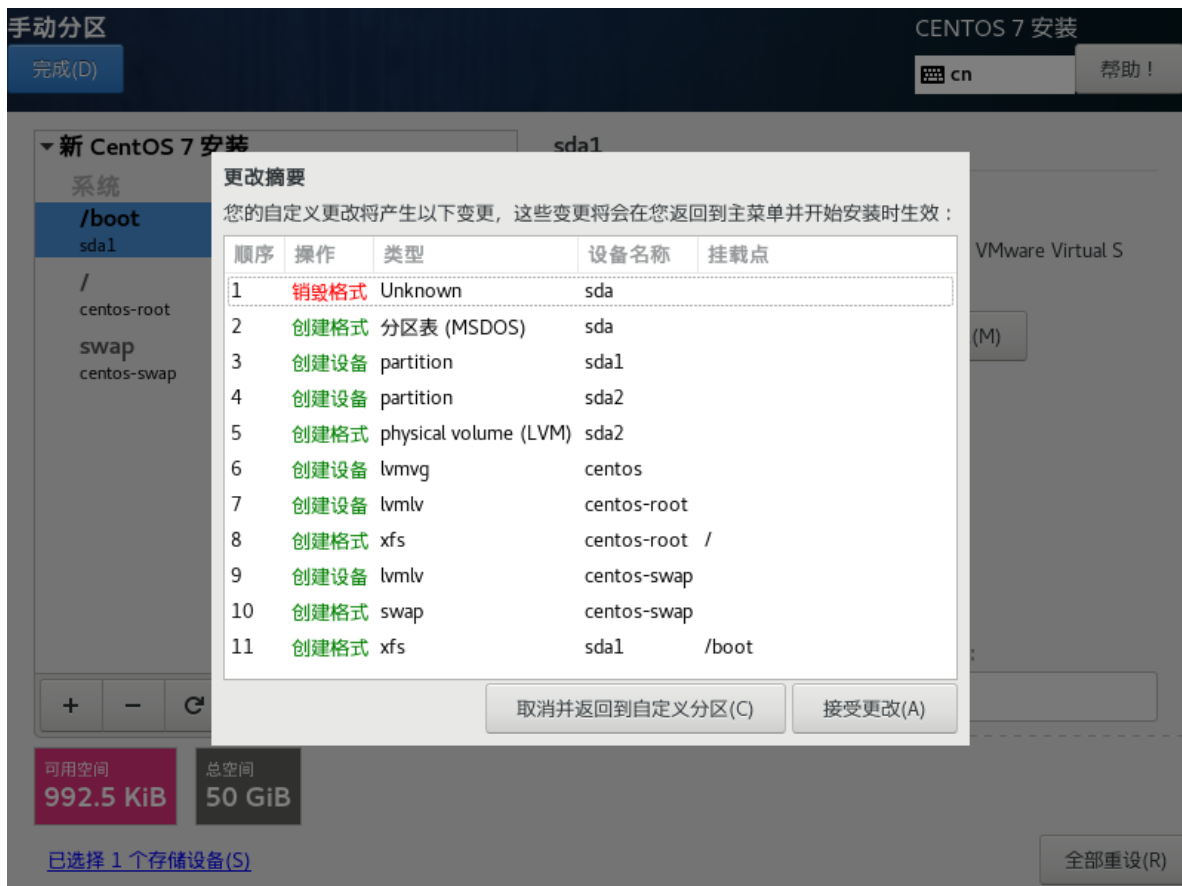 手动分区
CENTOS 7 安装
完成(D)
cn
帮助！
新 CentOS 7 安装
sda1
系统
/boot
sda1
/
centos-root
swap
centos-swap
VMware Virtual S
(M)
更改摘要
您的自定义更改将产生以下变更，这些变更将会在您返回到主菜单并开始安装时生效：
顺序 操作 类型 设备名称 挂载点
1 销毁格式 Unknown sda
2 创建格式 分区表 (MSDOS) sda
3 创建设备 partition sda1
4 创建设备 partition sda2
5 创建格式 physical volume (LVM) sda2
6 创建设备 lvmvg centos
7 创建设备 lvmlv centos-root
8 创建格式 xfs centos-root /
9 创建设备 lvmlv centos-swap
10 创建格式 swap centos-swap
11 创建格式 xfs sda1 /boot
取消并返回到自定义分区(C) 接受更改(A)
+ − 
可用空间
992.5 KiB
总空间
50 GiB
已选择 1 个存储设备(S)
全部重设(R)